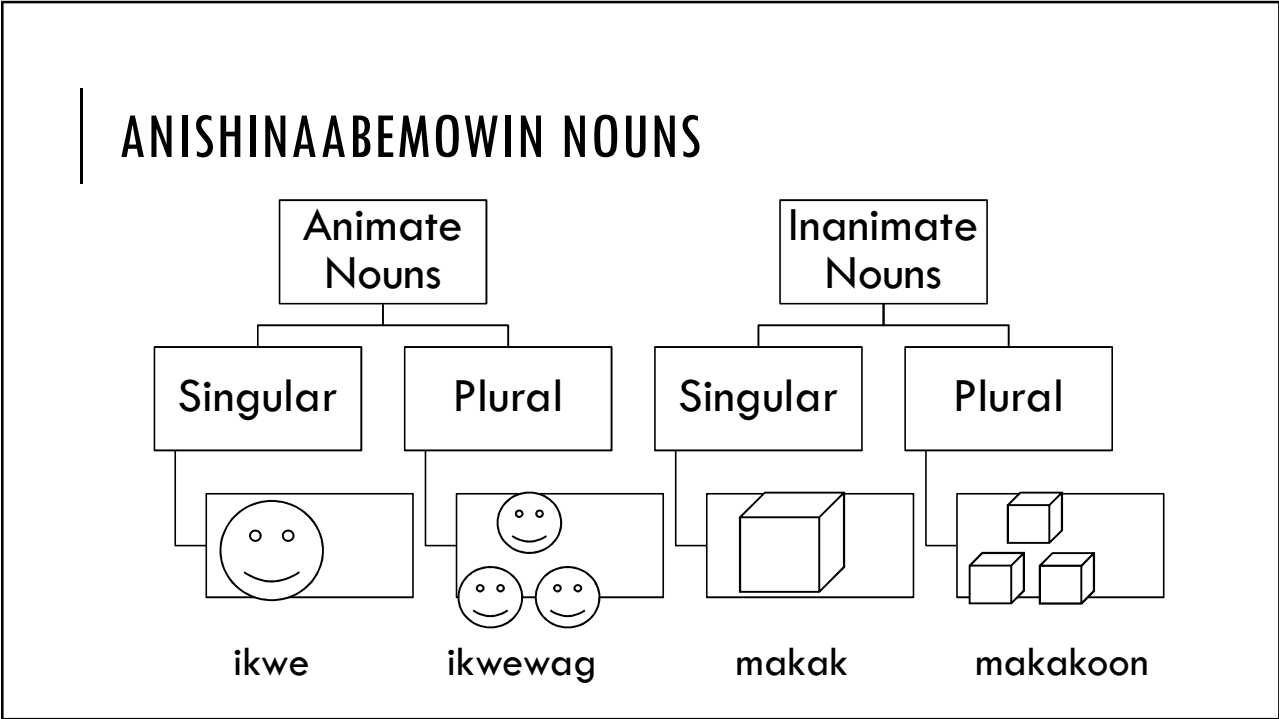 ANISHINAABEMOWIN NOUNS
Animate
Nouns
Inanimate
Nouns
Singular
Plural
Singular
Plural
ikwe
ikwewag
makak
makakoon